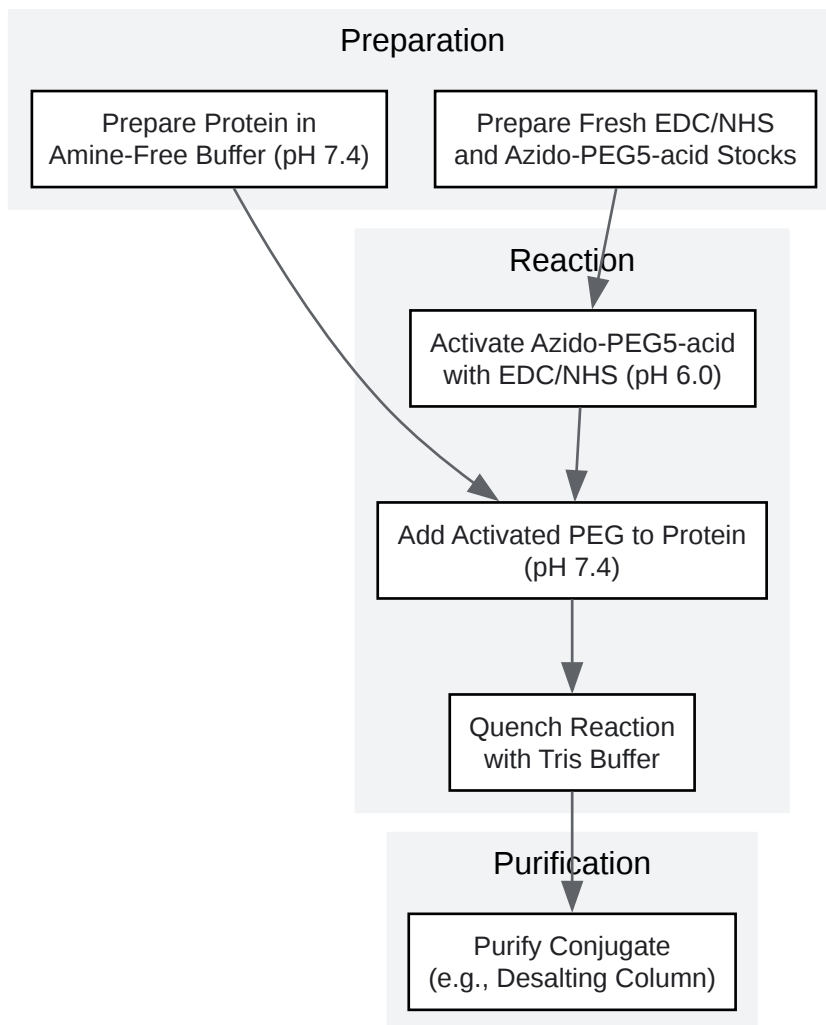 Preparation
Prepare Protein in
Amine-Free Buffer (pH 7.4)
Prepare Fresh EDC/NHS
and Azido-PEG5-acid Stocks
Reaction
Activate Azido-PEG5-acid
with EDC/NHS (pH 6.0)
Add Activated PEG to Protein
(pH 7.4)
Quench Reaction
with Tris Buffer
Purification
Purify Conjugate
(e.g., Desalting Column)